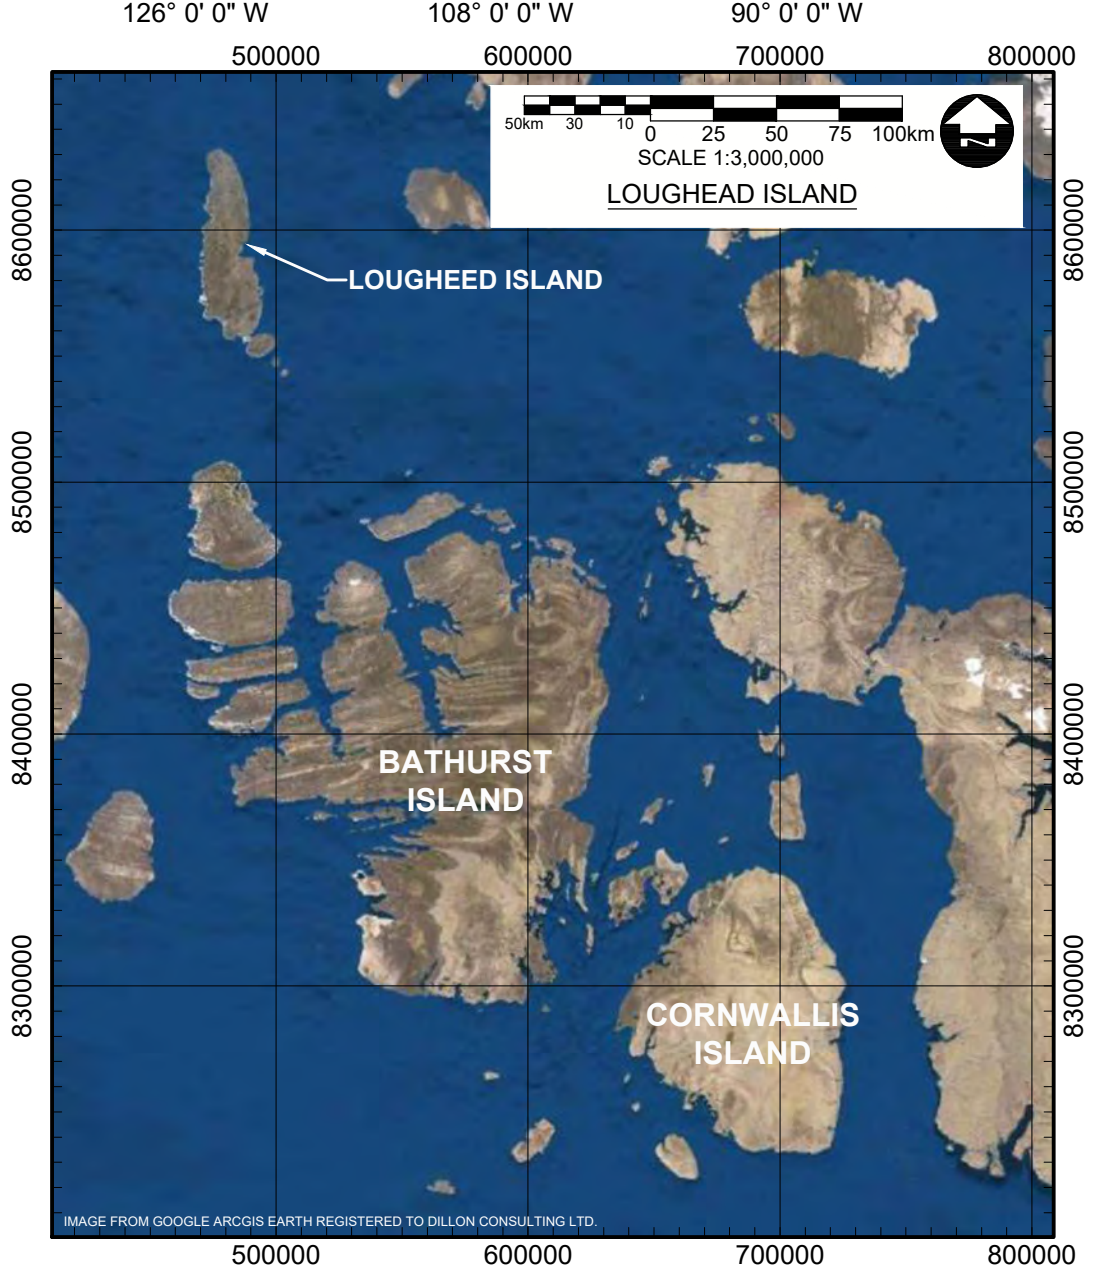 126° 0' 0" W 108° 0' 0" W 90° 0' 0" W
500000 600000 700000 800000
50km 30 10 0 25 50 75 100km
SCALE 1:3,000,000
N
LOUGHEAD ISLAND
8600000 8600000
LOUGHEED ISLAND
8500000 8500000
8400000 8400000
BATHURST
ISLAND
8300000 8300000
CORNWALLIS
ISLAND
IMAGE FROM GOOGLE ARCGIS EARTH REGISTERED TO DILLON CONSULTING LTD.
500000 600000 700000 800000